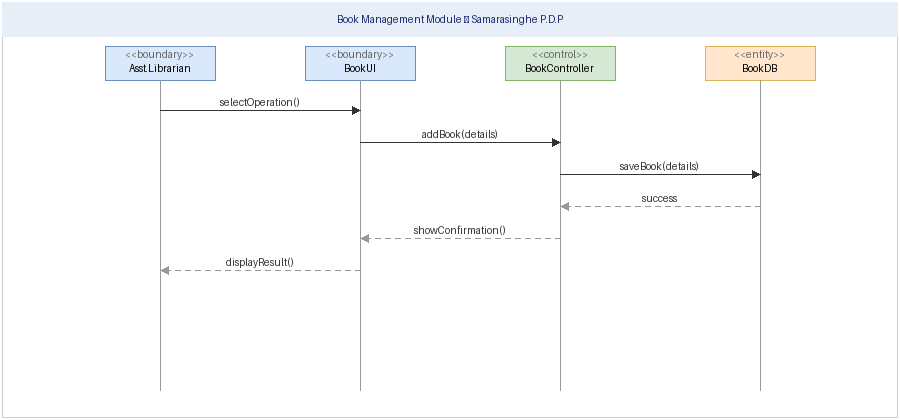 Book Management Module ▯ Samarasinghe P.D.P
<<boundary>>
Asst.Librarian
<<boundary>>
BookUI
<<control>>
BookController
<<entity>>
BookDB
selectOperation()
addBook(details)
saveBook(details)
success
showConfirmation()
displayResult()